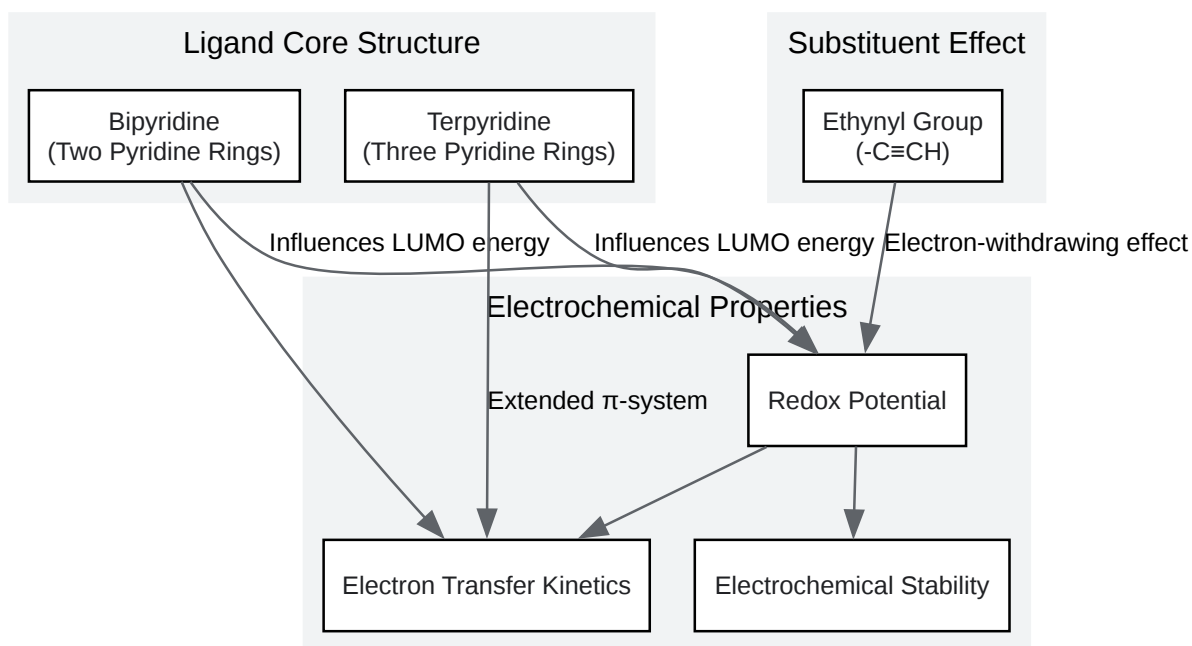 Ligand Core Structure
Substituent Effect
Bipyridine
(Two Pyridine Rings)
Terpyridine
(Three Pyridine Rings)
Ethynyl Group
(-C≡CH)
Influences LUMO energy
Influences LUMO energy
Electron-withdrawing effect
Electrochemical Properties
Extended π-system
Redox Potential
Electron Transfer Kinetics
Electrochemical Stability